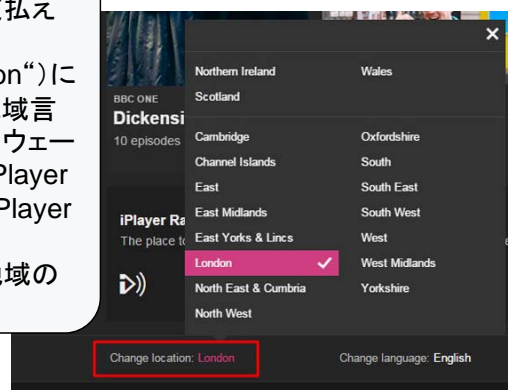 払え
on“)に
域言
ウェー
Player
Player
域の
×
Northern Ireland
Wales
Scotland
BBC ONE
Dickensi
10 episodes
Cambridge
Oxfordshire
Channel Islands
South
East
South East
East Midlands
South West
East Yorks & Lincs
West
London
West Midlands
North East & Cumbria
Yorkshire
North West
iPlayer Ra
The place to
Change location: London
Change language: English